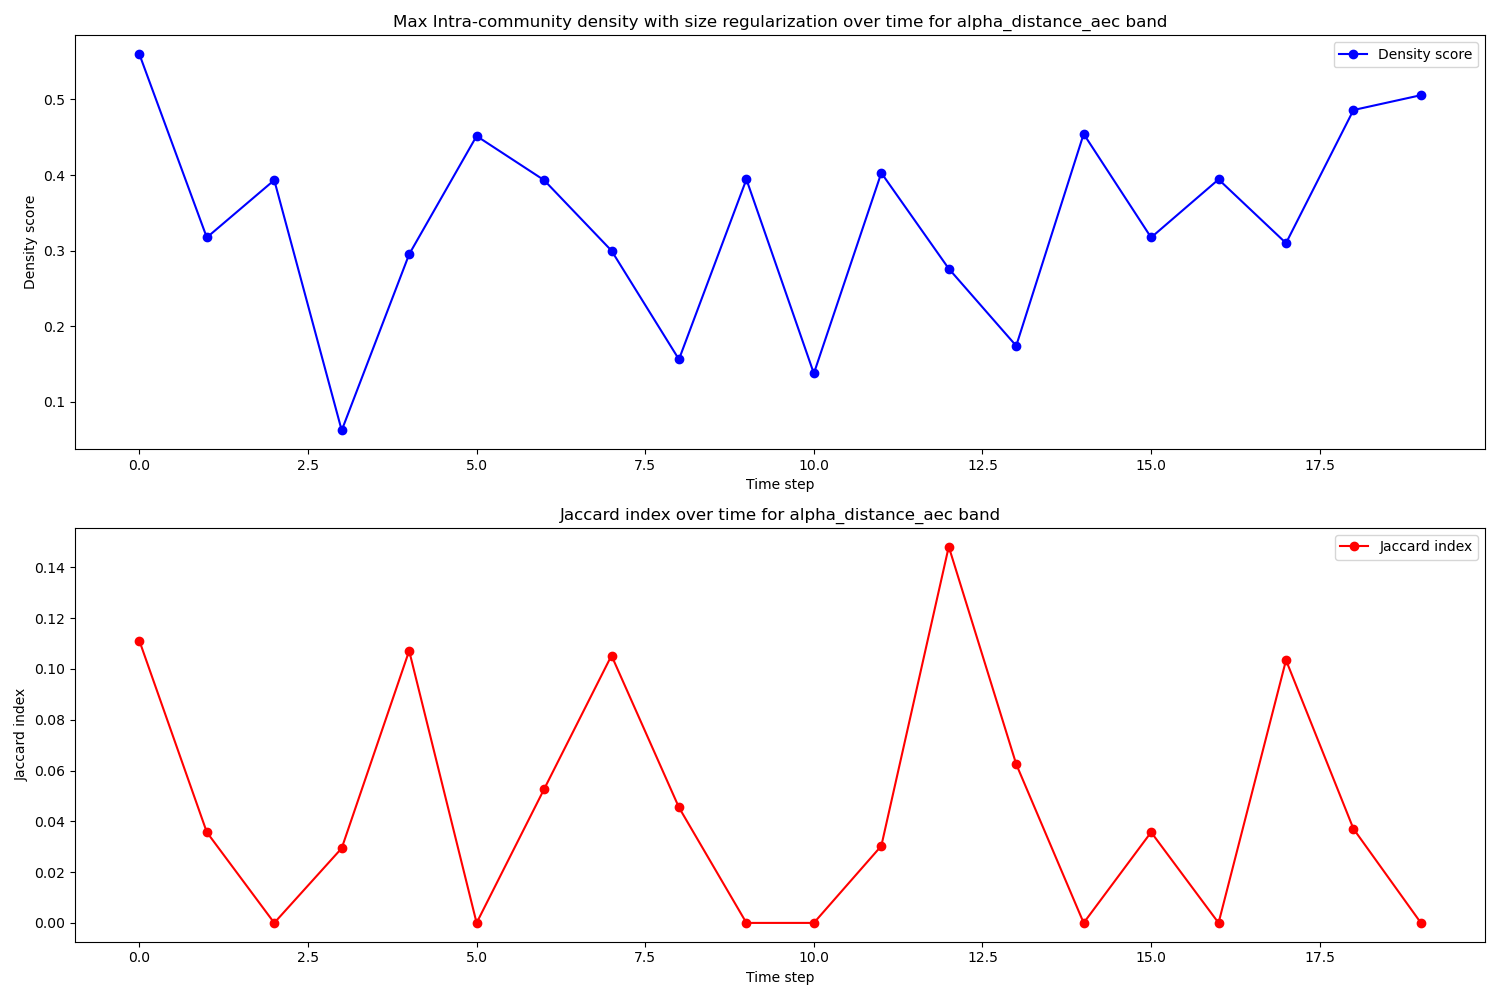 Max Intra-community density with size regularization over time for alpha_distance_aec band
Density score
0.5
0.4
0.3
0.2
0.1
Density score
0.0 2.5 5.0 7.5 10.0 12.5 15.0 17.5
Time step
Jaccard index over time for alpha_distance_aec band
Jaccard index
0.14
0.12
0.10
0.08
0.06
0.04
0.02
0.00
Jaccard index
0.0 2.5 5.0 7.5 10.0 12.5 15.0 17.5
Time step